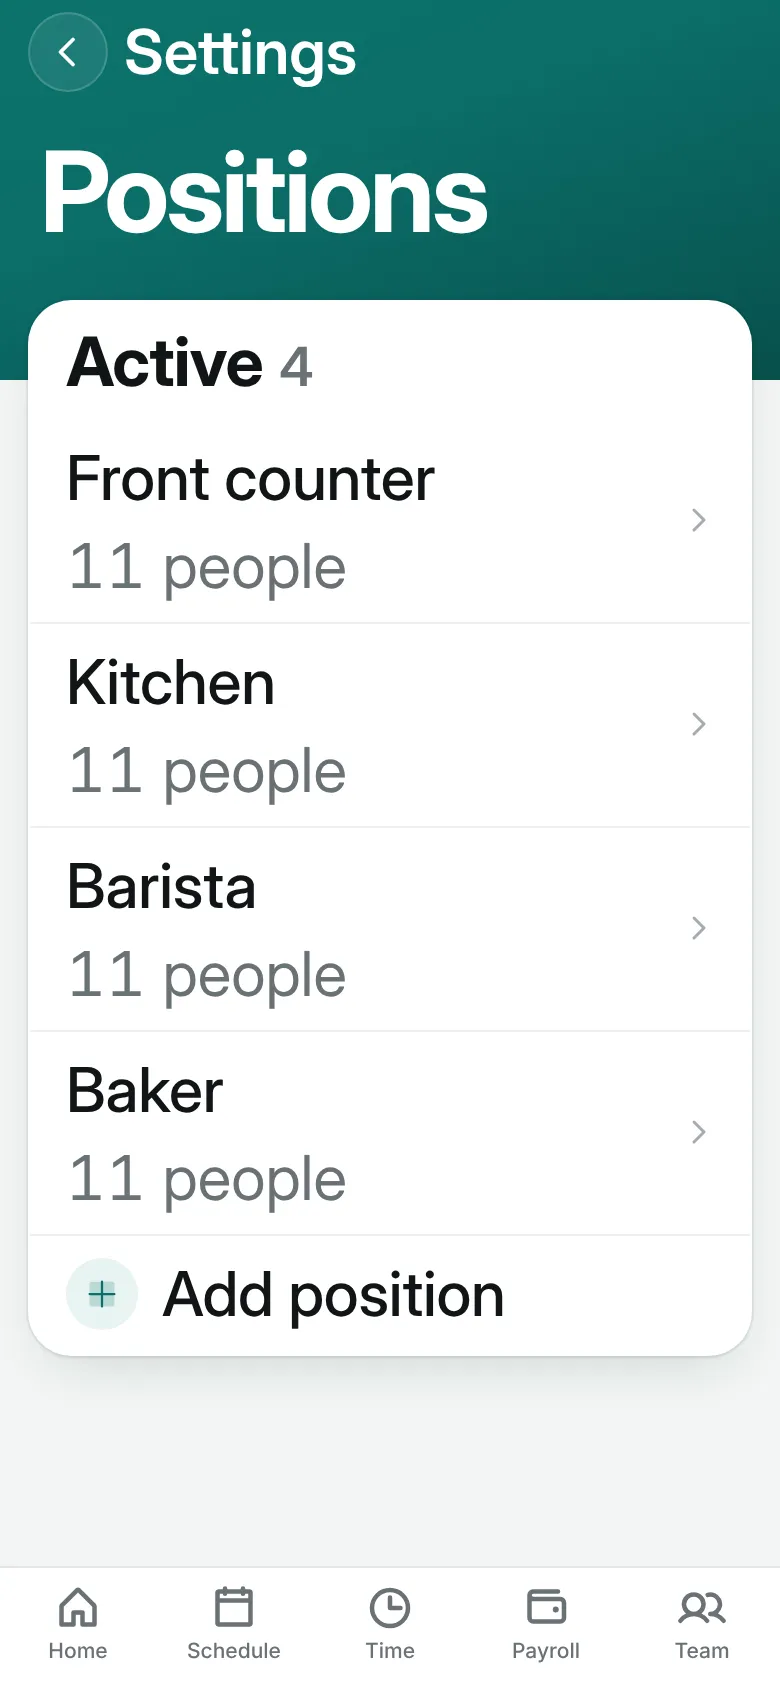 Settings
Positions
Active 4
Front counter
11 people
Kitchen
11 people
Barista
11 people
Baker
11 people
Add position
Home
Schedule
Time
Payroll
Team